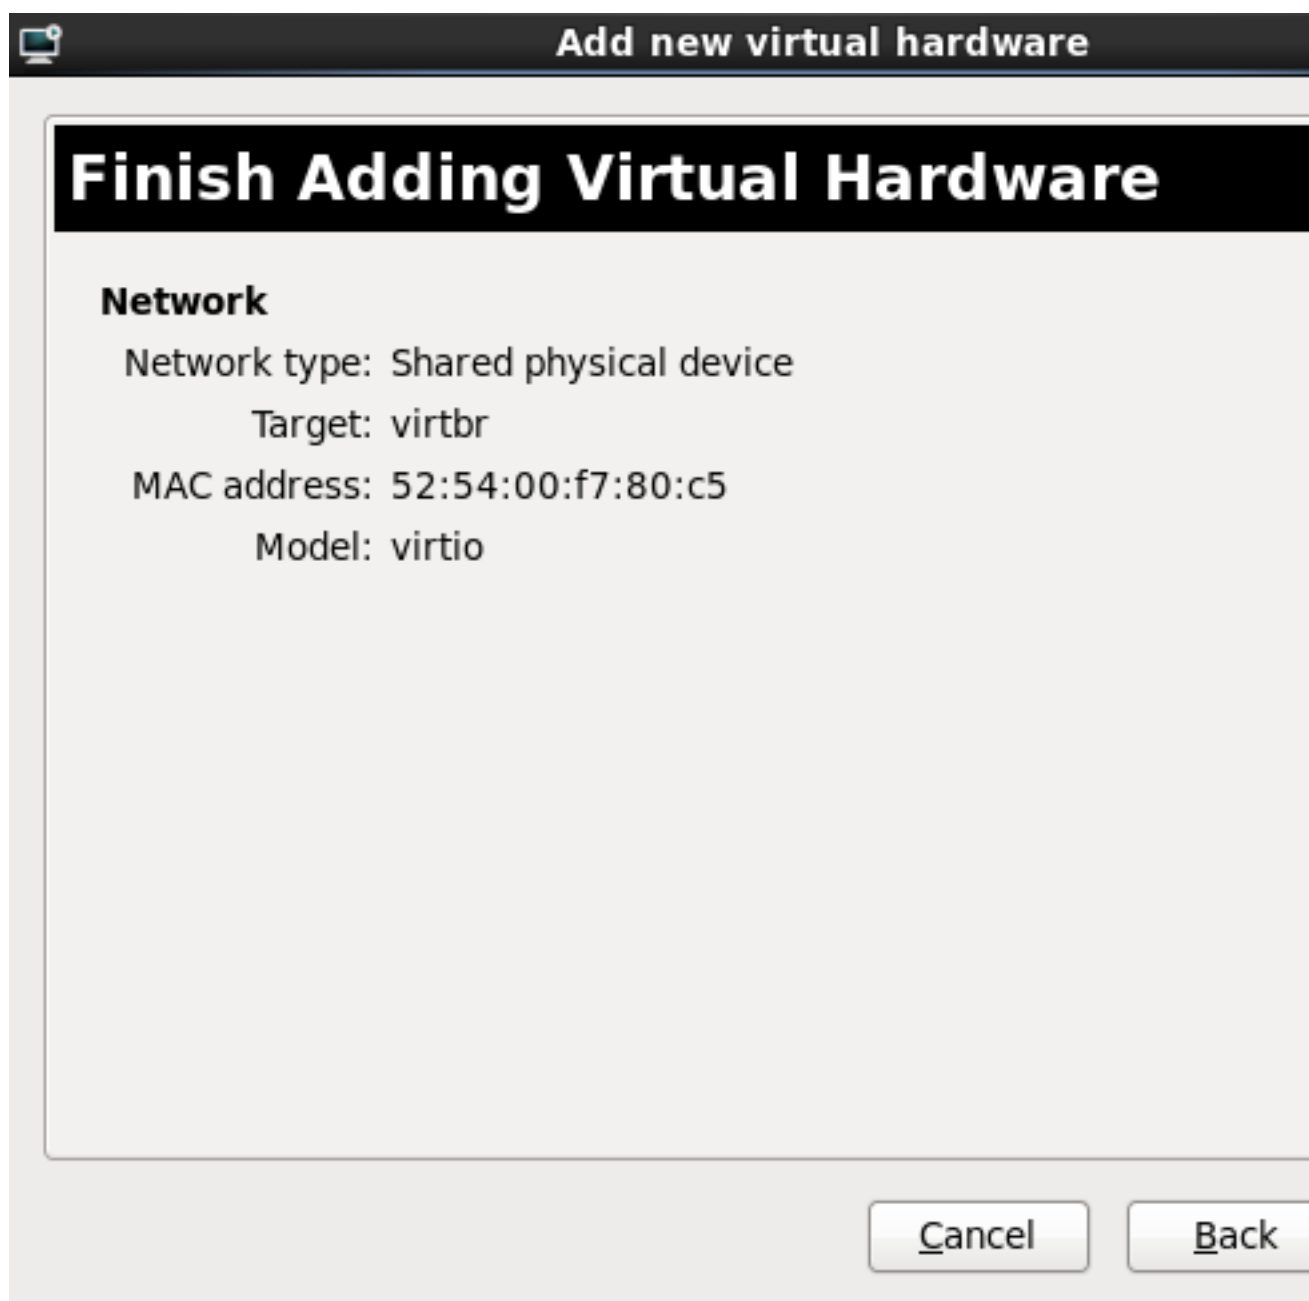 Add new virtual hardware
Finish Adding Virtual Hardware
Network
Network type: Shared physical device
Target: virtbr
MAC address: 52:54:00:f7:80:c5
Model: virtio
Cancel Back